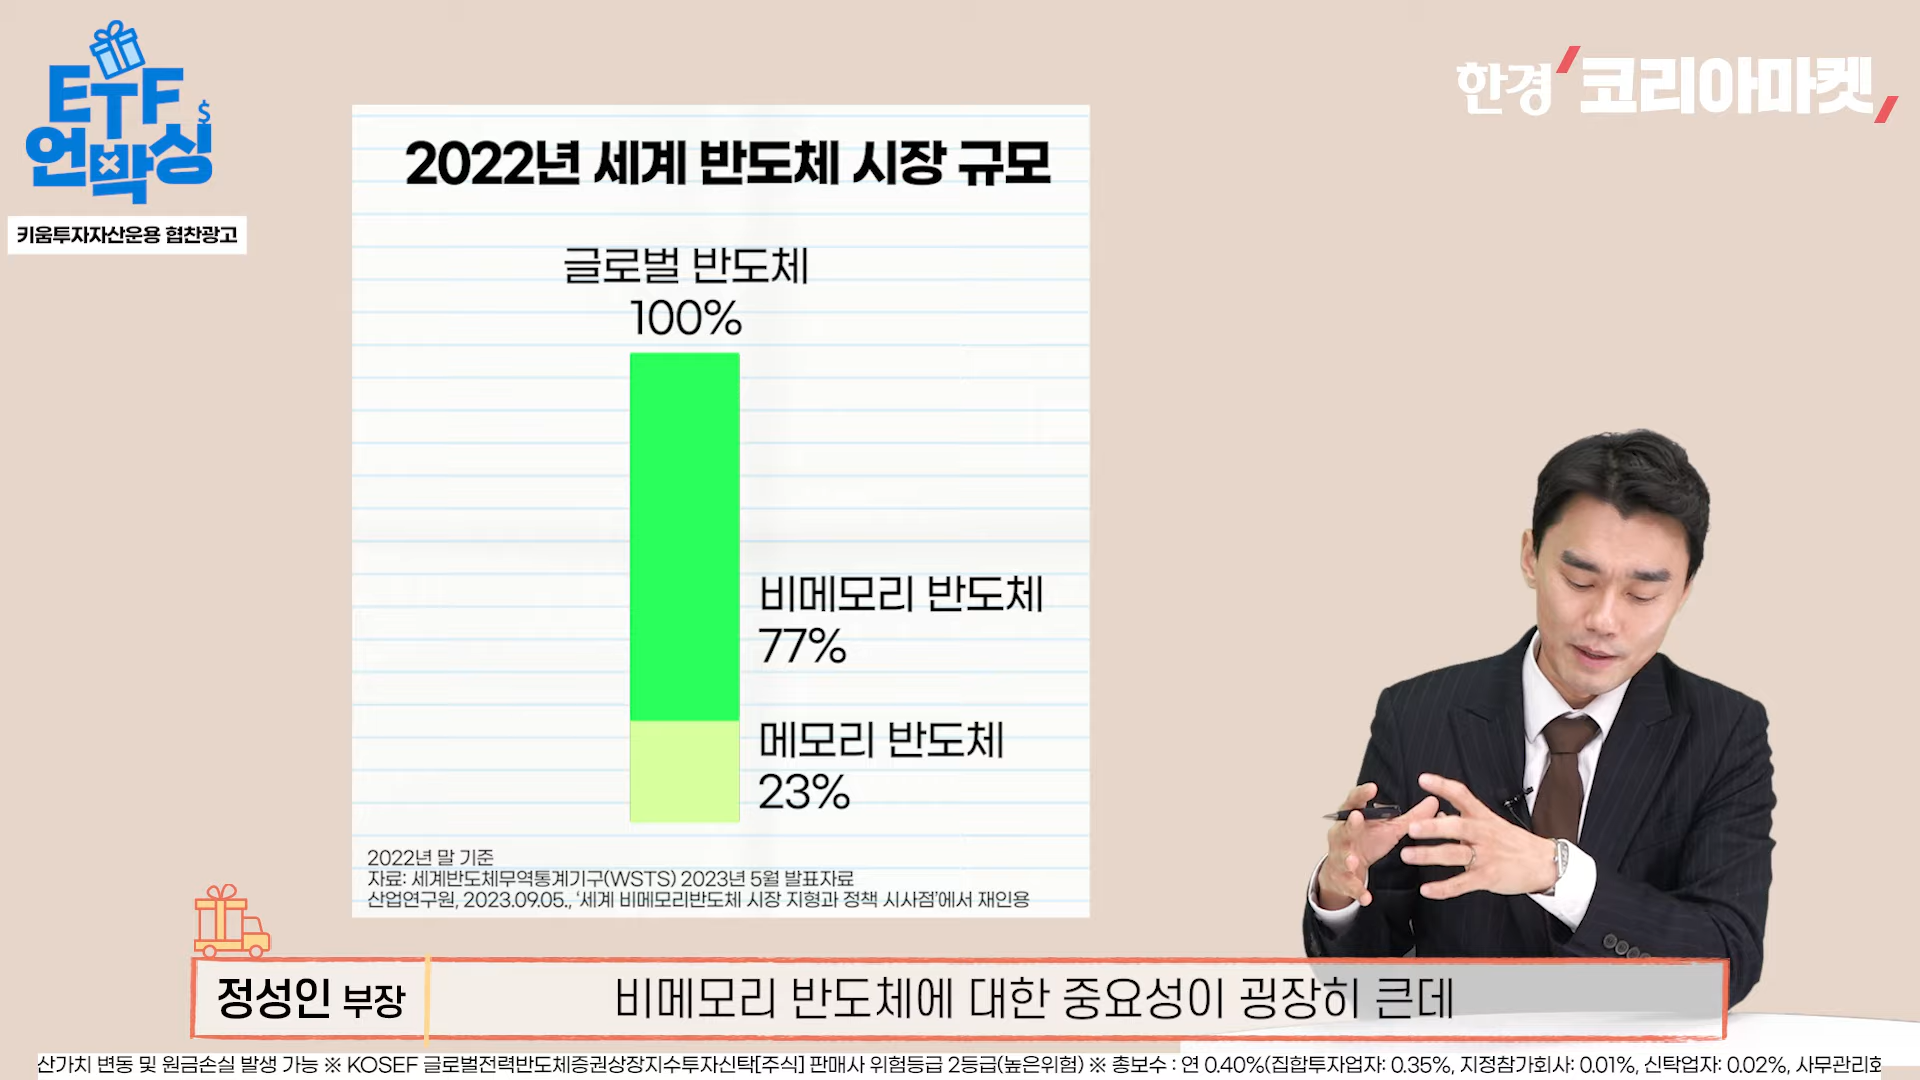 ETF
언박싱
키움투자자산운용 협찬광고
한경 코리아마켓
2022년 세계 반도체 시장 규모
글로벌 반도체
100%
비메모리 반도체
77%
메모리 반도체
23%
2022년 말 기준
자료: 세계반도체무역통계기구(WSTS) 2023년 5월 발표자료
산업연구원, 2023.09.05., ‘세계 비메모리반도체 시장 지형과 정책 시사점’에서 재인용
정성인 부장
비메모리 반도체에 대한 중요성이 굉장히 큰데
산가치 변동 및 원금손실 발생 가능 ※ KOSEF 글로벌전력반도체증권상장지수투자신탁[주식] 판매사 위험등급 2등급(높은위험) ※ 총보수 : 연 0.40%(집합투자업자: 0.35%, 지정참가회사: 0.01%, 신탁업자: 0.02%, 사무관리회